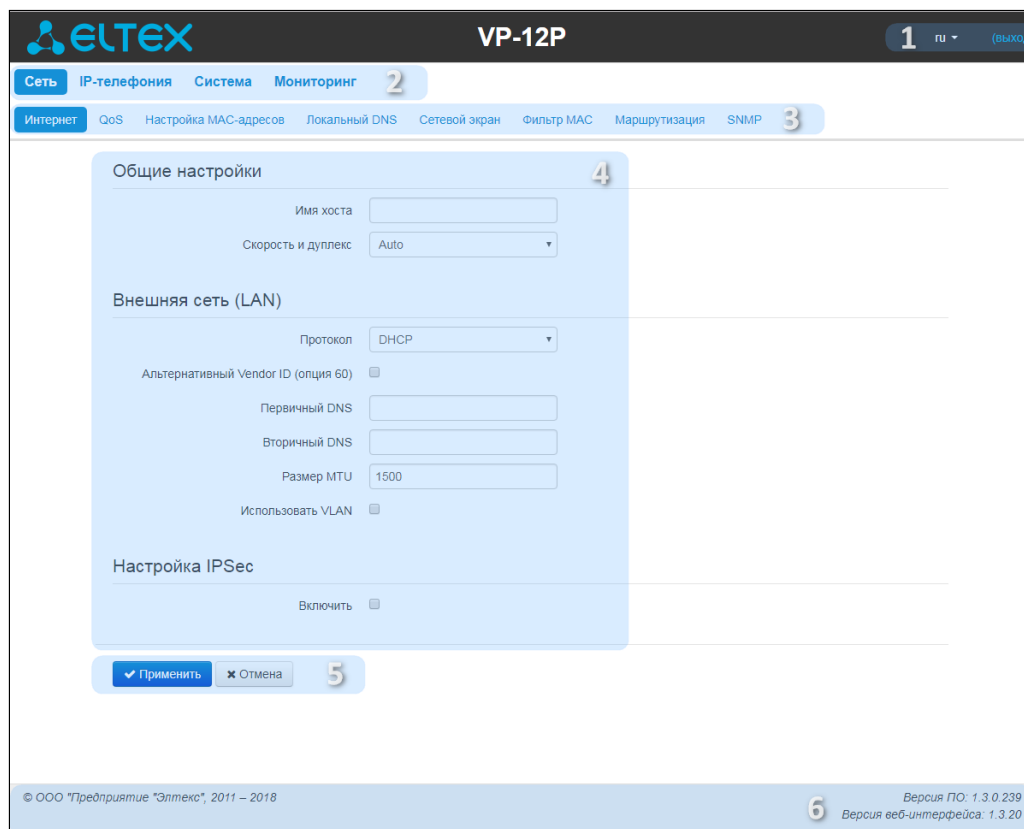 ELTEX VP-12P 1 ru (выход
Сеть IP-телефония Система Мониторинг 2
Интернет QoS Настройка MAC-адресов Локальный DNS Сетевой экран Фильтр MAC Маршрутизация SNMP 3
Общие настройки 4
Имя хоста
Скорость и дуплекс Auto
Внешняя сеть (LAN)
Протокол DHCP
Альтернативный Vendor ID (опция 60)
Первичный DNS
Вторичный DNS
Размер MTU 1500
Использовать VLAN
Настройка IPSec
Включить
Применить Отмена 5
© ООО "Предприятие "Элтекс", 2011 – 2018 6 Версия ПО: 1.3.0.239
Версия веб-интерфейса: 1.3.20